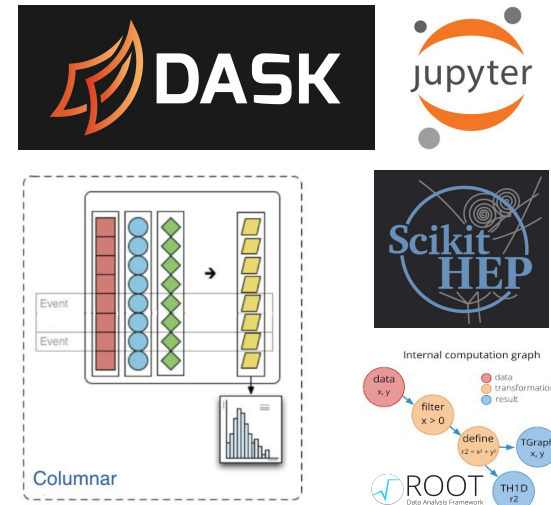 DASK
jupyter
Event
Event
Columnar
Scikit
HEP
Internal computation graph
data
x, y
data
transformation
result
filter
x > 0
define
r2 = x² + y²
TGraph
x, y
TH1D
r2
ROOT
Data Analysis Framework